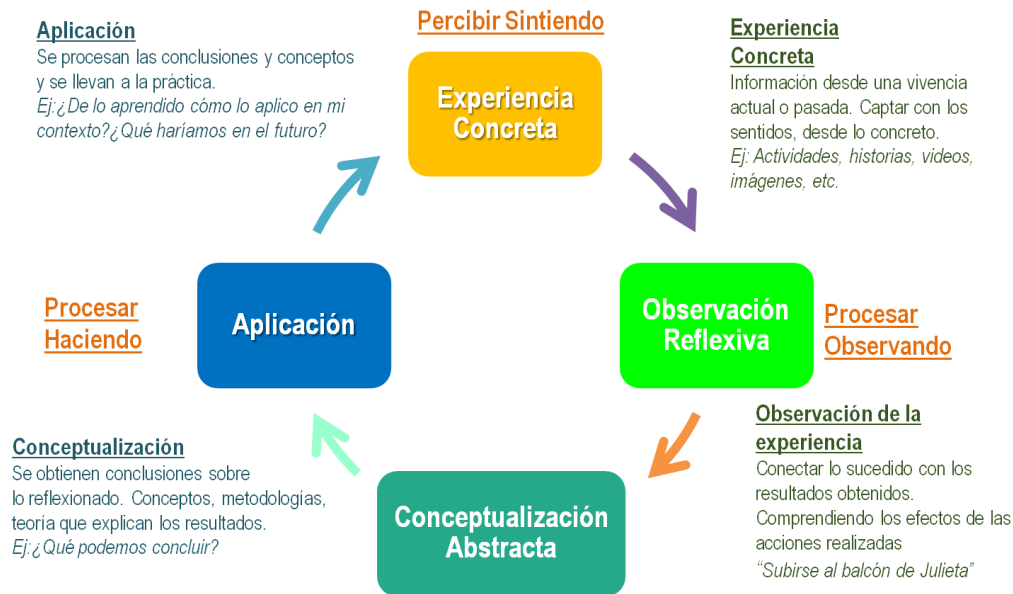 Percibir Sintiendo
Aplicación
Se procesan las conclusiones y conceptos
y se llevan a la práctica.
Ej:¿De lo aprendido cómo lo aplico en mi
contexto?¿Qué haríamos en el futuro?
Experiencia
Concreta
Experiencia
Concreta
Información desde una vivencia
actual o pasada. Captar con los
sentidos, desde lo concreto.
Ej: Actividades, historias, videos,
imágenes, etc.
Procesar
Haciendo
Aplicación
Observación
Reflexiva
Procesar
Observando
Conceptualización
Se obtienen conclusiones sobre
lo reflexionado. Conceptos, metodologías,
teoría que explican los resultados.
Ej:¿Qué podemos concluir?
Conceptualización
Abstracta
Observación de la
experiencia
Conectar lo sucedido con los
resultados obtenidos.
Comprendiendo los efectos de las
acciones realizadas
“Subirse al balcón de Julieta”